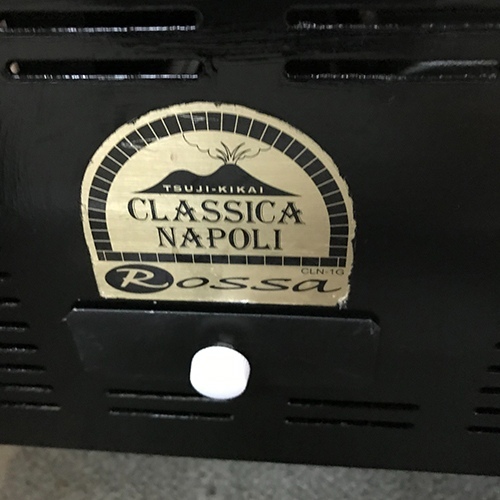 TSUJI-KIKAI
CLASSICA
NAPOLI
CLN-1G
Rossa